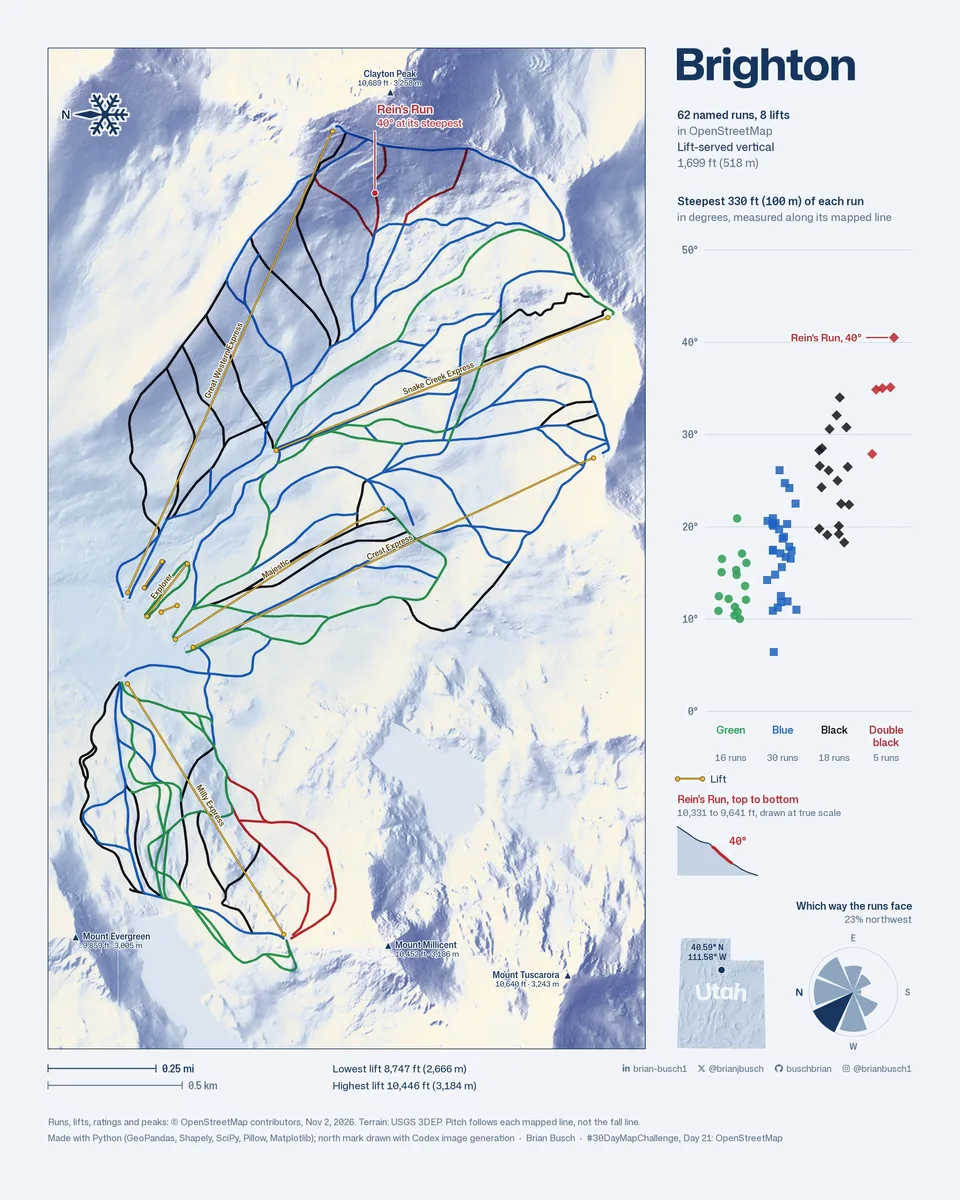 Brighton
62 named runs, 8 lifts
in OpenStreetMap
Lift-served vertical
1,699 ft (518 m)
Steepest 330 ft (100 m) of each run
in degrees, measured along its mapped line
50°
40°
30°
20°
10°
0°
Rein's Run, 40°
Green
Blue
Black
Double
black
16 runs
30 runs
18 runs
5 runs
Lift
Rein's Run, top to bottom
10,331 to 9,641 ft, drawn at true scale
40°
Which way the runs face
23% northwest
E
N
S
W
40.59° N
111.58° W
Utah
N
Clayton Peak
10,689 ft · 3,258 m
Rein's Run
40° at its steepest
Great Western Express
Snake Creek Express
Crest Express
Majestic
Explorer
Milly Express
Mount Evergreen
9,859 ft · 3,005 m
Mount Millicent
10,452 ft · 3,186 m
Mount Tuscarora
10,640 ft · 3,243 m
0.25 mi
0.5 km
Lowest lift 8,747 ft (2,666 m)
Highest lift 10,446 ft (3,184 m)
brian-busch1
@brianjbusch
buschbrian
@brianbusch1
Runs, lifts, ratings and peaks: © OpenStreetMap contributors, Nov 2, 2026. Terrain: USGS 3DEP. Pitch follows each mapped line, not the fall line.
Made with Python (GeoPandas, Shapely, SciPy, Pillow, Matplotlib); north mark drawn with Codex image generation · Brian Busch · #30DayMapChallenge, Day 21: OpenStreetMap